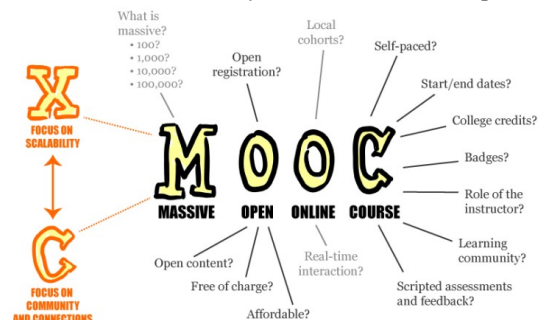 What is
massive?
• 100?
• 1,000?
• 10,000?
• 100,000?
Open
registration?
Local
cohorts?
Self-paced?
Start/end dates?
College credits?
Badges?
Role of the
instructor?
Learning
community?
Scripted assessments
and feedback?
X
FOCUS ON
SCALABILITY
C
FOCUS ON
COMMUNITY
AND CONNECTIONS
MOOC
MASSIVE OPEN ONLINE COURSE
Open content?
Free of charge?
Affordable?
Real-time
interaction?